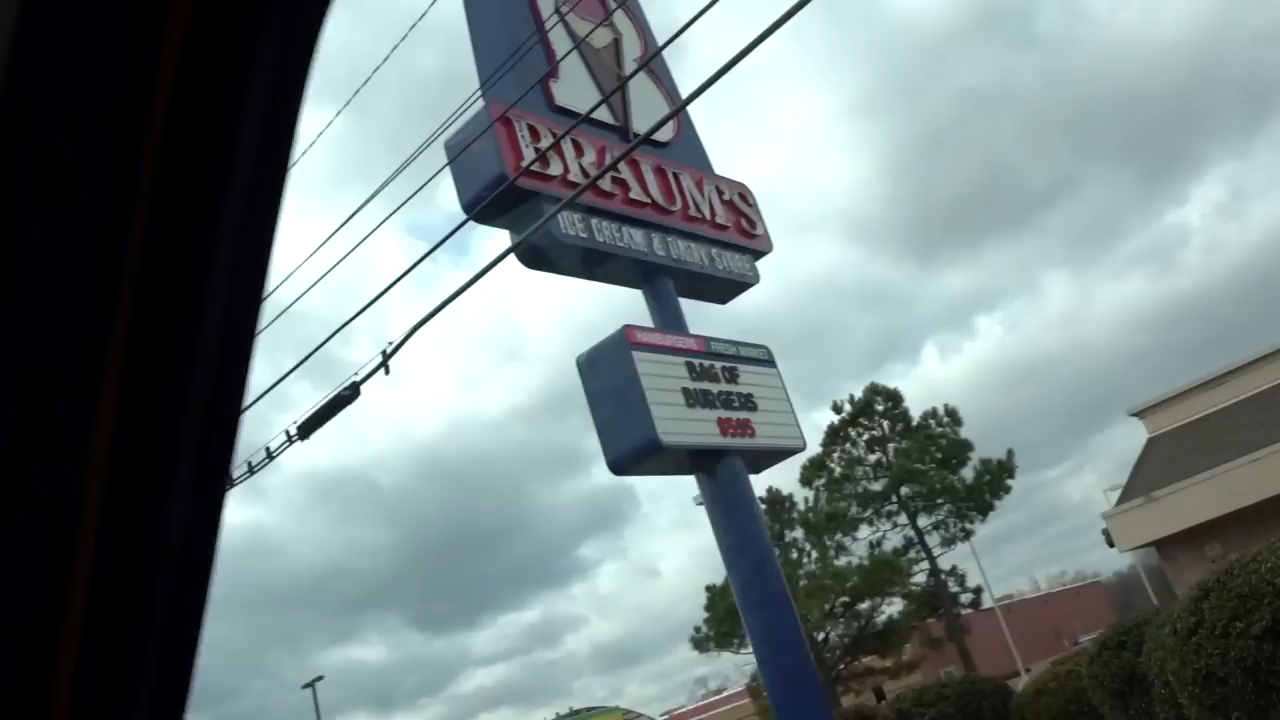 BRAUM'S
ICE CREAM & DAIRY STORE
HAMBURGERS FRESH MARKET
BAG OF
BURGERS
$595